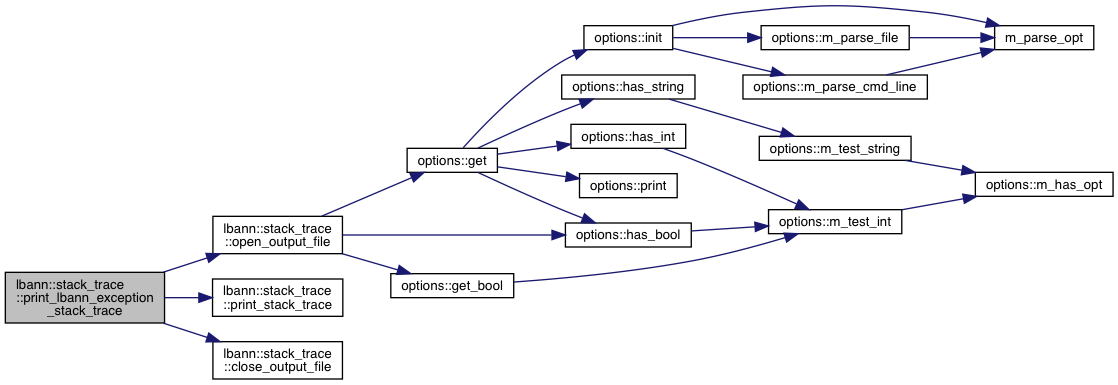 options::init
options::m_parse_file
m_parse_opt
options::has_string
options::m_parse_cmd_line
options::has_int
options::m_test_string
options::get
options::print
options::m_has_opt
lbann::stack_trace
::open_output_file
options::has_bool
options::m_test_int
options::get_bool
lbann::stack_trace
::print_lbann_exception
_stack_trace
lbann::stack_trace
::print_stack_trace
lbann::stack_trace
::close_output_file